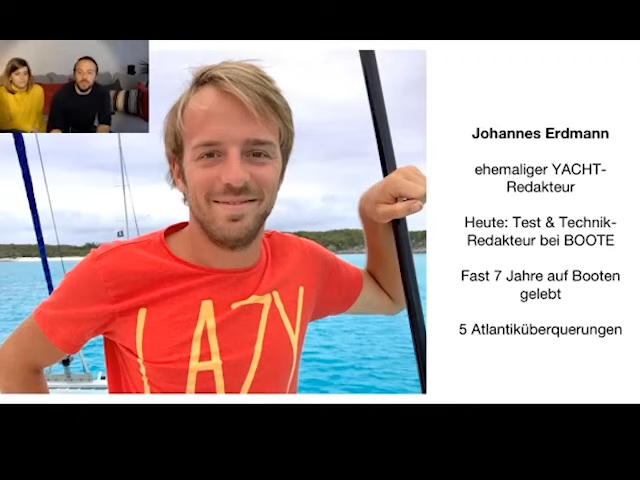 LAZY
Johannes Erdmann
ehemaliger YACHT-
Redakteur
Heute: Test & Technik-
Redakteur bei BOOTE
Fast 7 Jahre auf Booten
gelebt
5 Atlantiküberquerungen